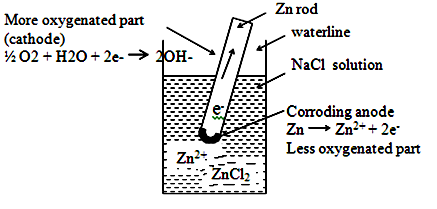 More oxygenated part
(cathode)
½ O2 + H2O + 2e- → 2OH-
Zn rod
waterline
NaCl solution
e-
Corroding anode
Zn → Zn²⁺ + 2e-
Less oxygenated part
Zn²⁺
ZnCl₂